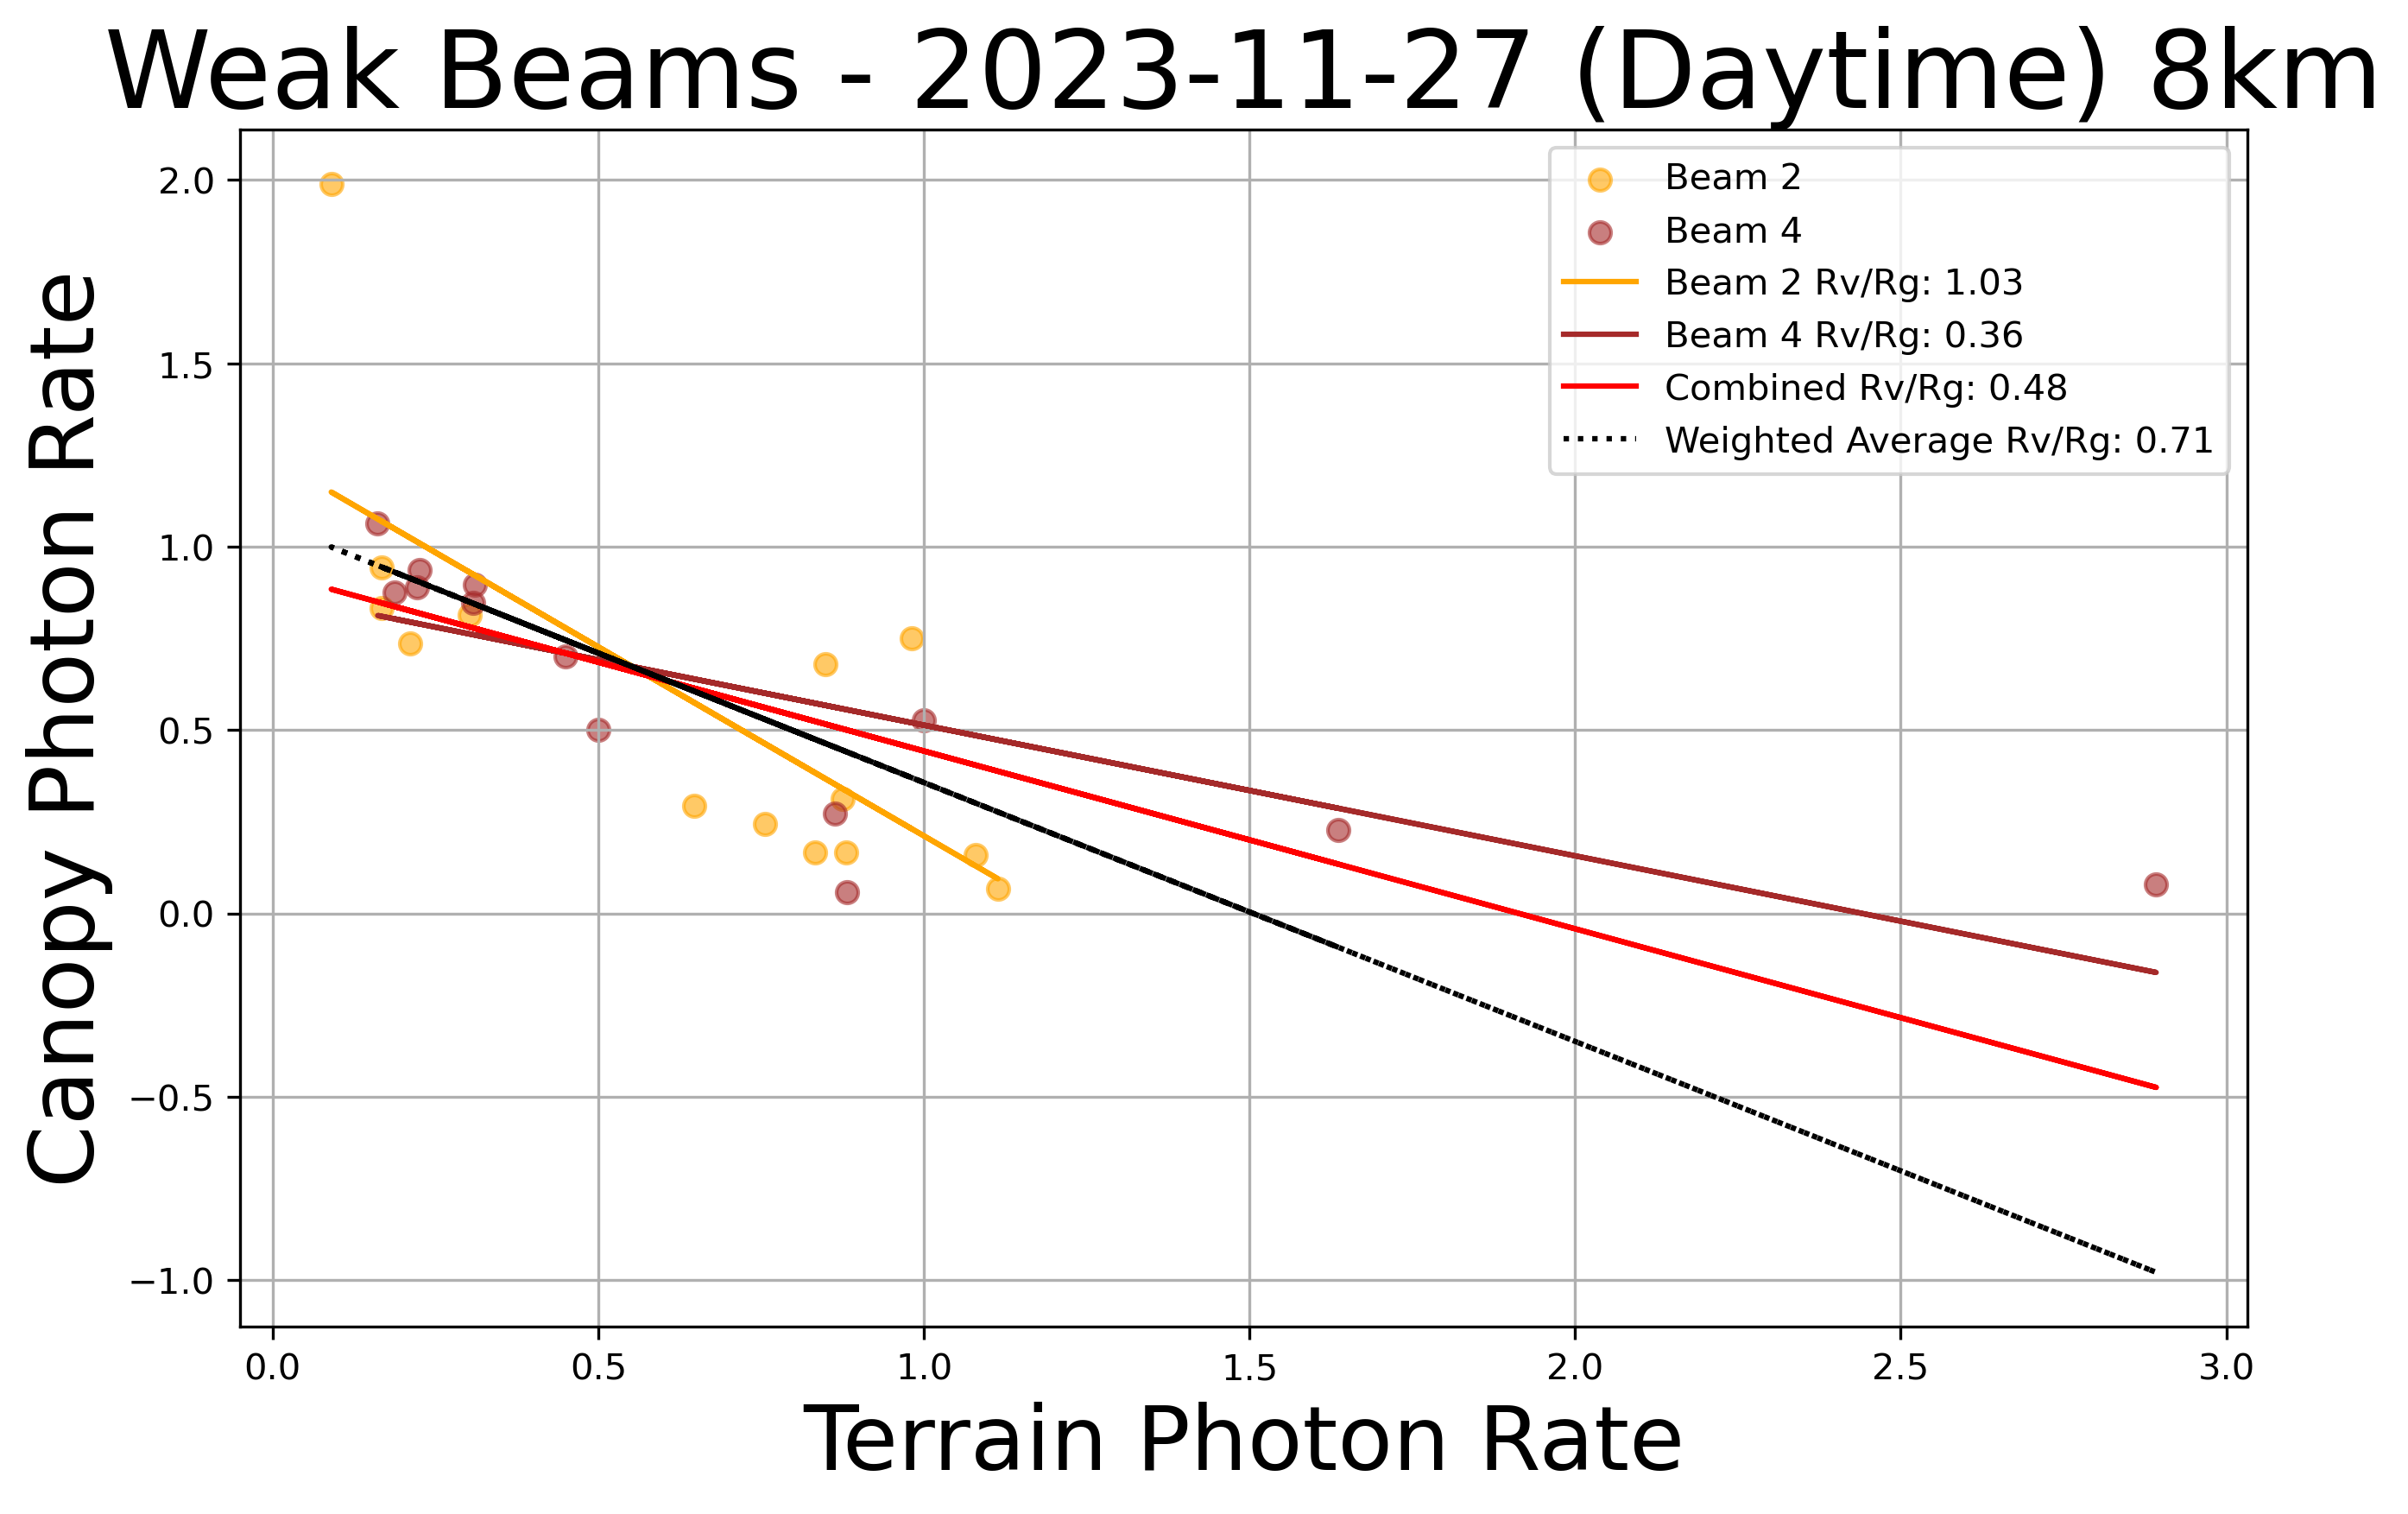 Weak Beams - 2023-11-27 (Daytime) 8km
Beam 2
Beam 4
Beam 2 Rv/Rg: 1.03
Beam 4 Rv/Rg: 0.36
Combined Rv/Rg: 0.48
Weighted Average Rv/Rg: 0.71
Canopy Photon Rate
2.0
1.5
1.0
0.5
0.0
−0.5
−1.0
0.0 0.5 1.0 1.5 2.0 2.5 3.0
Terrain Photon Rate